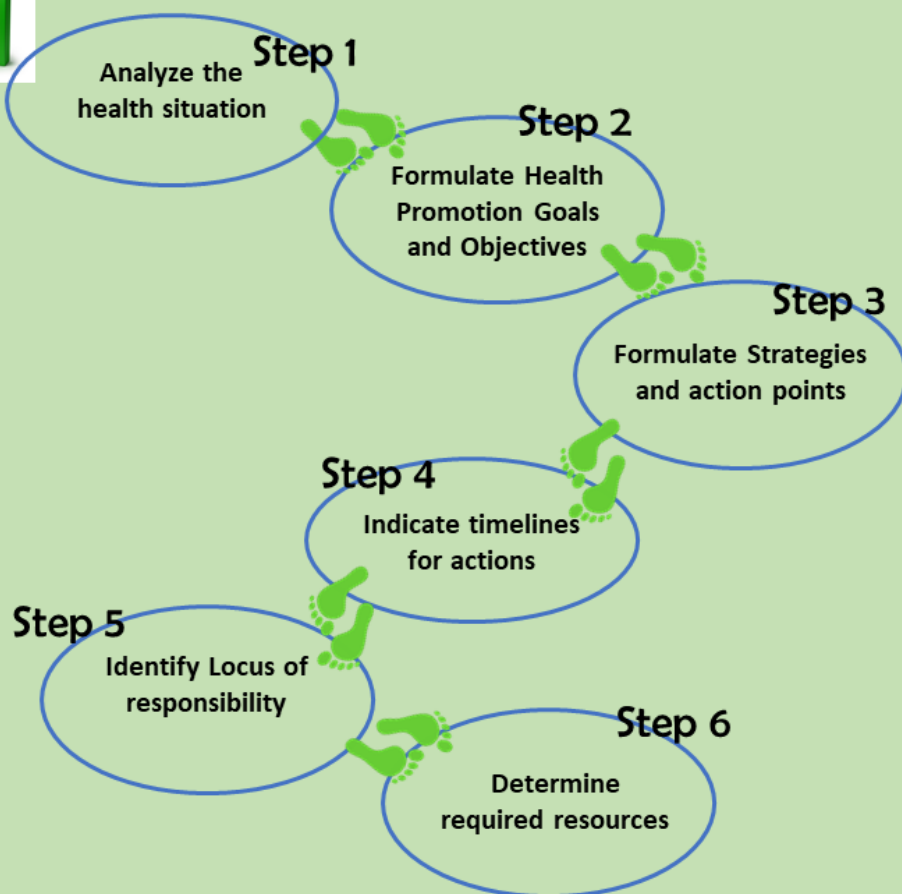 Step 1
Analyze the
health situation
Step 2
Formulate Health
Promotion Goals
and Objectives
Step 3
Formulate Strategies
and action points
Step 4
Indicate timelines
for actions
Step 5
Identify Locus of
responsibility
Step 6
Determine
required resources